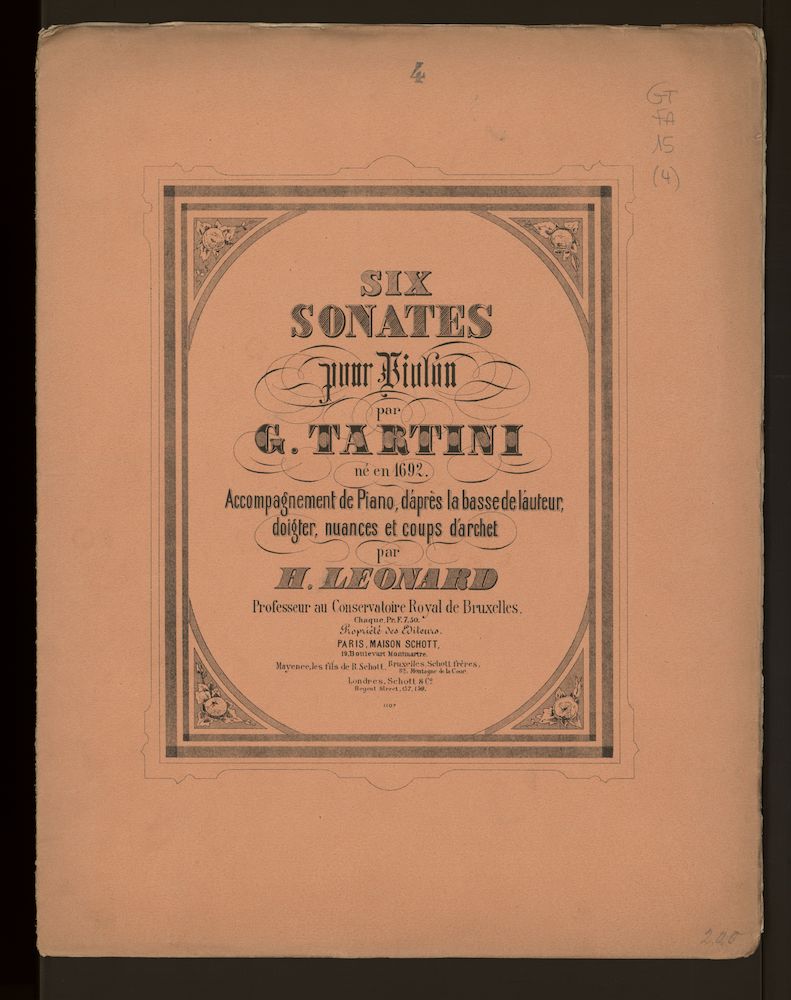 4
GT
FA
15
(4)
SIX
SONATES
pour Violon
par
G. TARTINI
né en 1692.
Accompagnement de Piano, d'après la basse de l'auteur,
doigter, nuances et coups d'archet
par
H. LEONARD
Professeur au Conservatoire Royal de Bruxelles.
Chaque, Pr. F. 7,50.
Propriété des Editeurs.
PARIS, MAISON SCHOTT,
19, Boulevart Montmartre.
Mayence, les fils de B. Schott. Bruxelles, Schott frères,
82, Montagne de la Cour.
Londres, Schott & Cº
Regent Street, 157, 159.